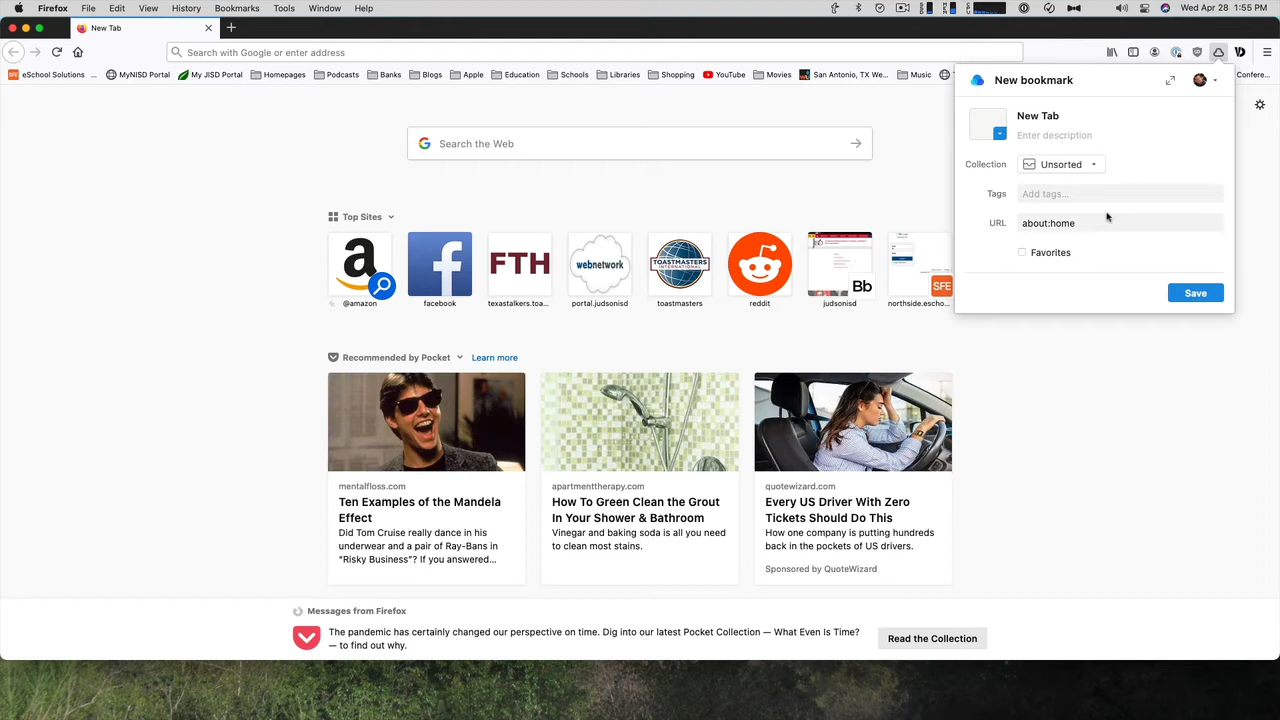 Firefox File Edit View History Bookmarks Tools Window Help Wed Apr 28 1:55 PM
New Tab
Search with Google or enter address
eSchool Solutions ... MyNISD Portal My JISD Portal Homepages Podcasts Banks Blogs Apple Education Schools Libraries Shopping YouTube Movies San Antonio, TX We... Music Confere...
New bookmark
New Tab
Enter description
Collection Unsorted
Tags Add tags...
URL about:home
Favorites
Save
Search the Web
Top Sites
a
FTH
webnetwork
TOASTMASTERS
INTERNATIONAL
Bb
SFE
@amazon
facebook
texastalkers.toa...
portal.judsonisd
toastmasters
reddit
judsonisd
northside.escho...
Recommended by Pocket Learn more
mentalfloss.com
Ten Examples of the Mandela
Effect
Did Tom Cruise really dance in his
underwear and a pair of Ray-Bans in
"Risky Business"? If you answered...
apartmenttherapy.com
How To Green Clean the Grout
In Your Shower & Bathroom
Vinegar and baking soda is all you need
to clean most stains.
quotewizard.com
Every US Driver With Zero
Tickets Should Do This
How one company is putting hundreds
back in the pockets of US drivers.
Sponsored by QuoteWizard
Messages from Firefox
The pandemic has certainly changed our perspective on time. Dig into our latest Pocket Collection — What Even Is Time?
— to find out why.
Read the Collection